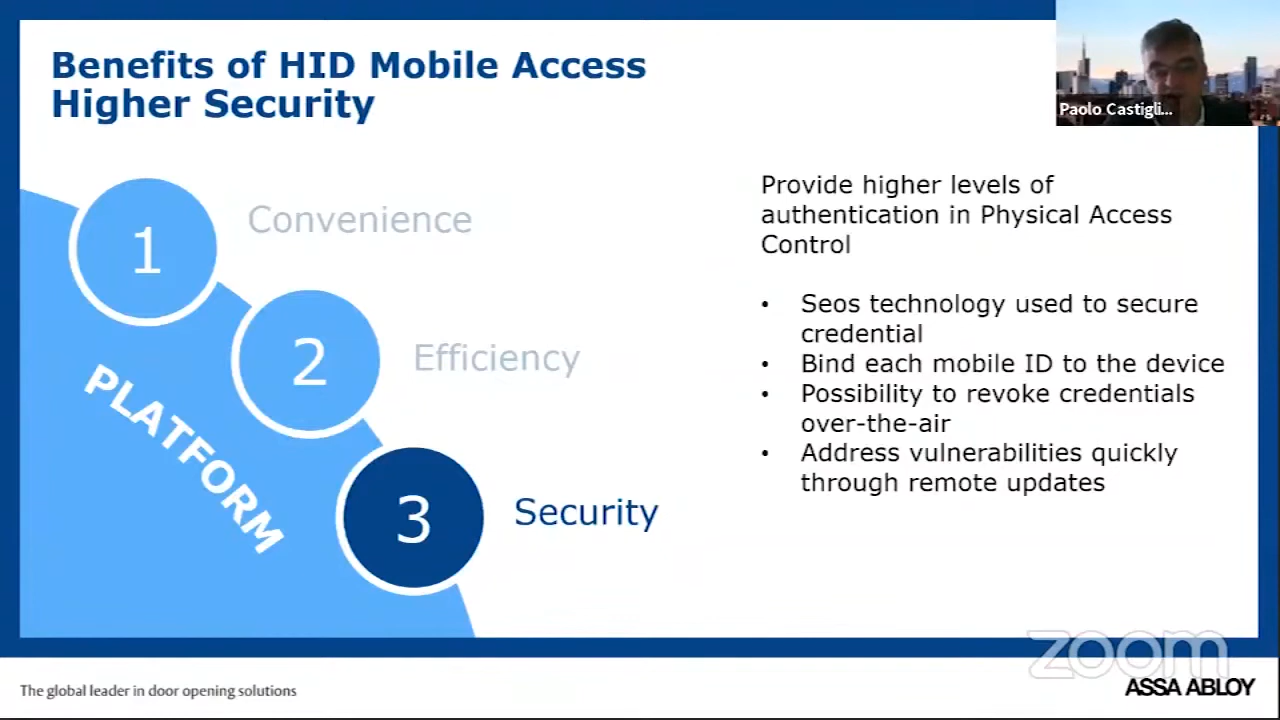 Benefits of HID Mobile Access
Higher Security
Paolo Castigli...
1
Convenience
2
Efficiency
3
Security
PLATFORM
Provide higher levels of
authentication in Physical Access
Control
• Seos technology used to secure
credential
• Bind each mobile ID to the device
• Possibility to revoke credentials
over-the-air
• Address vulnerabilities quickly
through remote updates
zoom
The global leader in door opening solutions
ASSA ABLOY